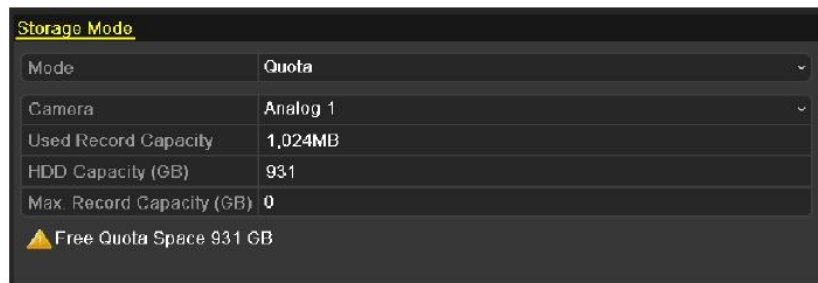 Storage Mode
Mode Quota
Camera Analog 1
Used Record Capacity 1,024MB
HDD Capacity (GB) 931
Max. Record Capacity (GB) 0
Free Quota Space 931 GB